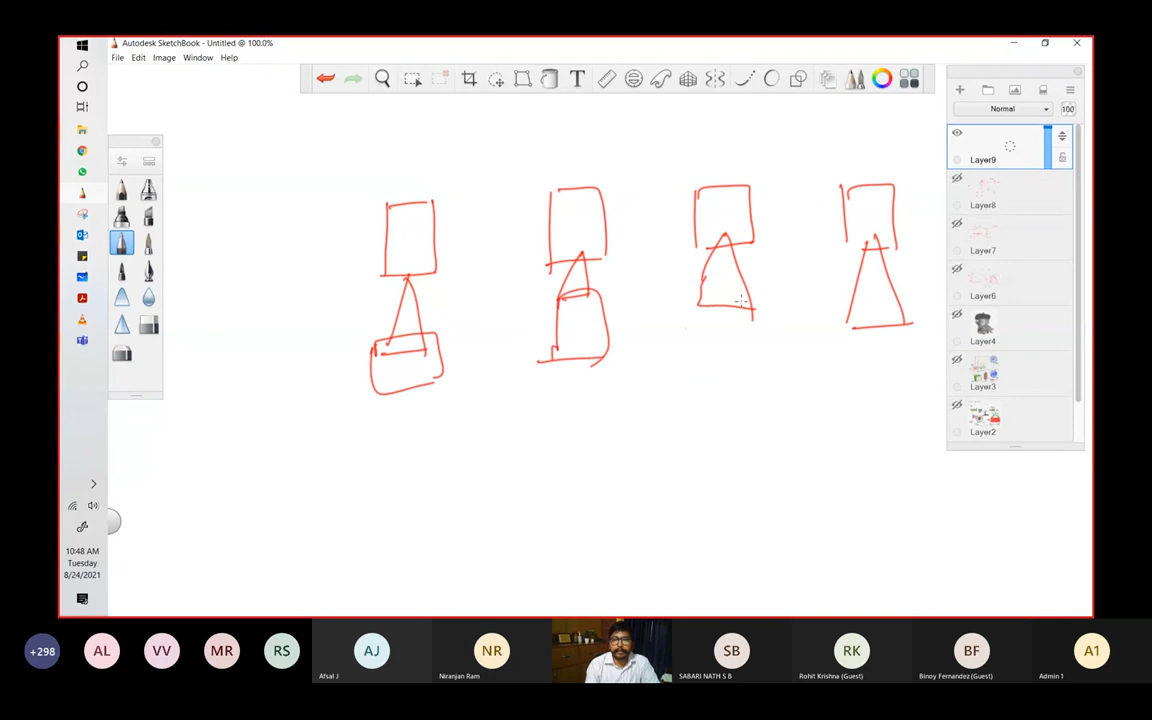 Autodesk SketchBook - Untitled @ 100.0%
File Edit Image Window Help
T
Normal
100
Layer9
Layer8
Layer7
Layer6
Layer4
Layer3
Layer2
10:48 AM
Tuesday
8/24/2021
+298
AL
VV
MR
RS
AJ
Afsal J
NR
Niranjan Ram
SB
SABARI NATH S B
RK
Rohit Krishna (Guest)
BF
Binoy Fernandez (Guest)
A1
Admin 1